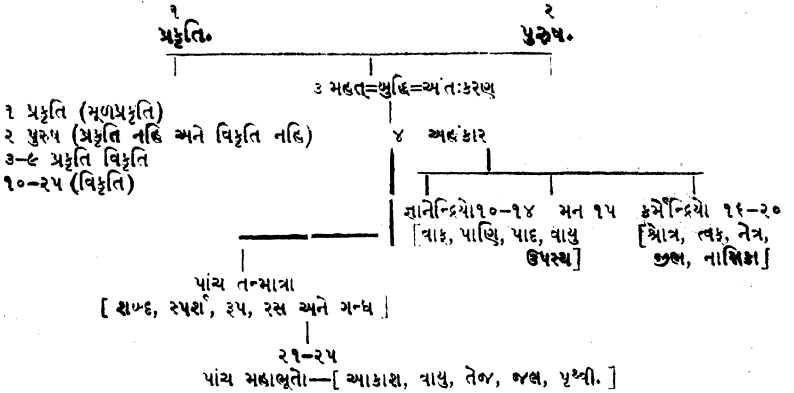 ૧ ૨
પ્રકૃતિ. પુરુષ.
૩ મહત્=બુદ્ધિ=અંતઃકરણ
૧ પ્રકૃતિ (મૂળપ્રકૃતિ)
૨ પુરુષ (પ્રકૃતિ નહિ અને વિકૃતિ નહિ) ૪ અહંકાર
૩-૯ પ્રકૃતિ વિકૃતિ
૧૦-૨૫ (વિકૃતિ)
જ્ઞાનેન્દ્રિયો ૧૦-૧૪ મન ૧૫ કર્મેન્દ્રિયો ૧૬-૨૦
[વાક્, પાણિ, પાદ, વાયુ [શ્રોત્ર, ત્વક્, નેત્ર,
ઉપસ્થ] જીભ, નાસિકા]
પાંચ તન્માત્રા
[ શબ્દ, સ્પર્શ, રૂપ, રસ અને ગન્ધ ]
૨૧-૨૫
પાંચ મહાભૂતો—[ આકાશ, વાયુ, તેજ, જલ, પૃથ્વી. ]